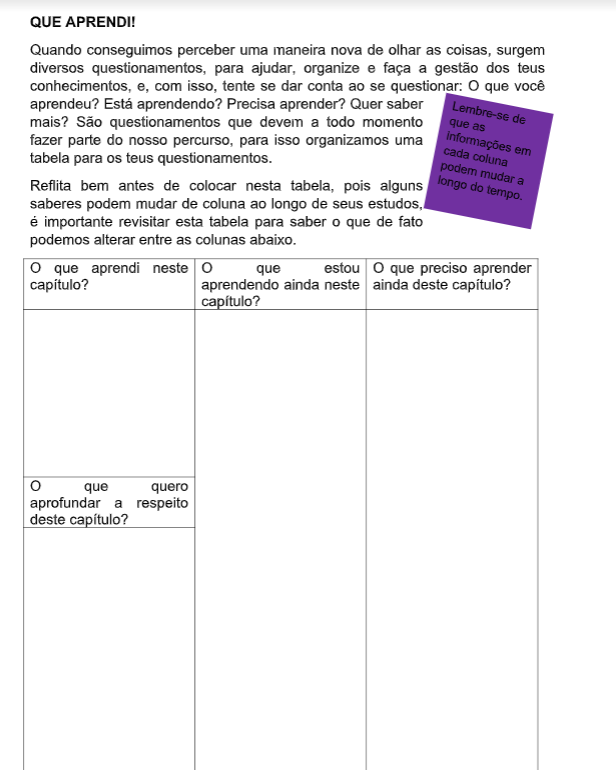 QUE APRENDI!
Quando conseguimos perceber uma maneira nova de olhar as coisas, surgem
diversos questionamentos, para ajudar, organize e faça a gestão dos teus
conhecimentos, e, com isso, tente se dar conta ao se questionar: O que você
aprendeu? Está aprendendo? Precisa aprender? Quer saber
mais? São questionamentos que devem a todo momento
fazer parte do nosso percurso, para isso organizamos uma
tabela para os teus questionamentos.
Lembre-se de
que as
informações em
cada coluna
podem mudar a
longo do tempo.
Reflita bem antes de colocar nesta tabela, pois alguns
saberes podem mudar de coluna ao longo de seus estudos,
é importante revisitar esta tabela para saber o que de fato
podemos alterar entre as colunas abaixo.
O que aprendi neste
capítulo?
O que estou
aprendendo ainda neste
capítulo?
O que preciso aprender
ainda deste capítulo?
O que quero
aprofundar a respeito
deste capítulo?